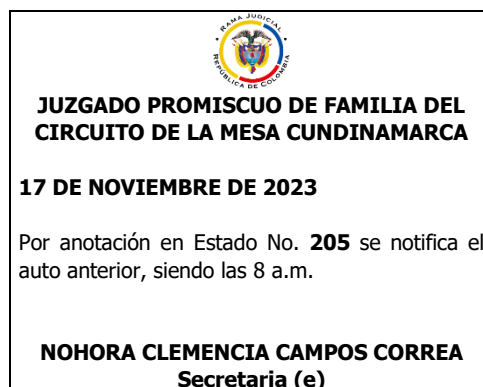 RAMA JUDICIAL
REPÚBLICA DE COLOMBIA
JUZGADO PROMISCUO DE FAMILIA DEL
CIRCUITO DE LA MESA CUNDINAMARCA
17 DE NOVIEMBRE DE 2023
Por anotación en Estado No. 205 se notifica el
auto anterior, siendo las 8 a.m.
NOHORA CLEMENCIA CAMPOS CORREA
Secretaria (e)